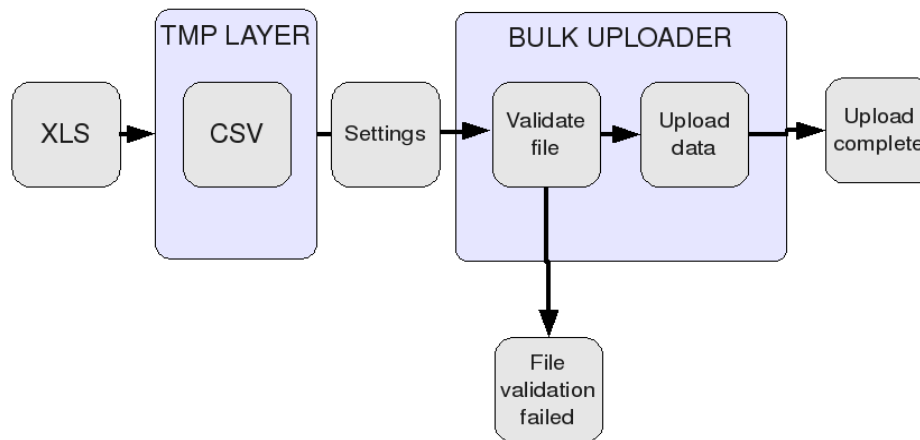 TMP LAYER
BULK UPLOADER
XLS
CSV
Settings
Validate
file
Upload
data
Upload
complete
File
validation
failed